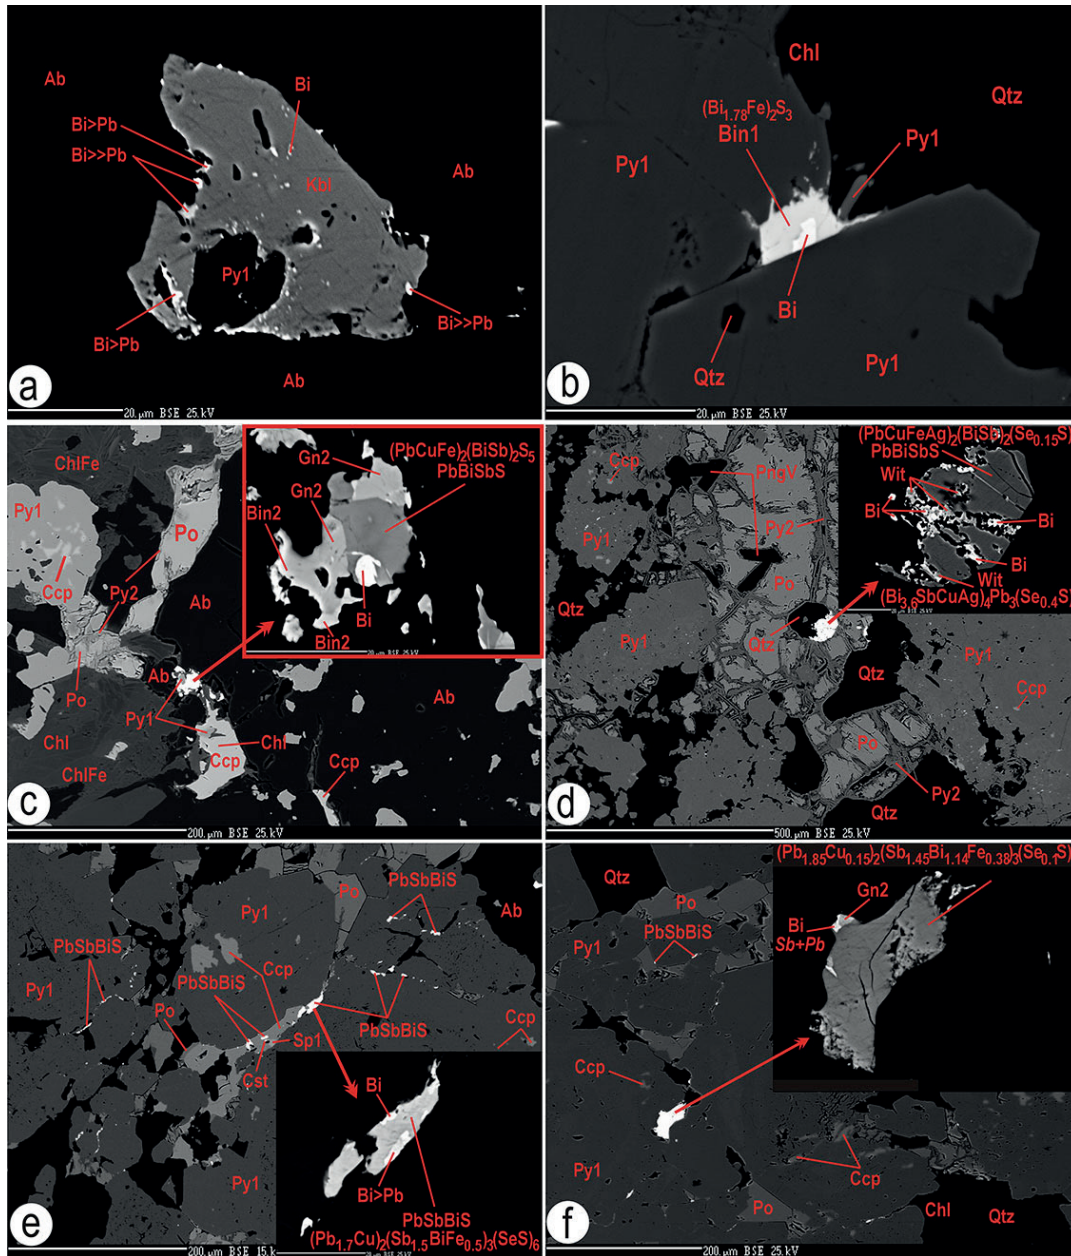 Ab
Bi
Bi>Pb
Bi>>Pb
Kbl
Ab
Py1
Bi>Pb
Bi>>Pb
Ab
a
20.μm BSE 25.kV
Chl
Qtz
(Bi1.78Fe)2S3
Bin1
Py1
Py1
Bi
Qtz
Py1
b
20.μm BSE 25.kV
ChlFe
Py1
Po
Ccp
Py2
Ab
Po
Ab
Py1
Chl
Ccp
Chl
ChlFe
Ab
Ccp
(PbCuFe)2(BiSb)2S5
Gn2
PbBiSbS
Gn2
Bin2
Bi
Bin2
c
200.μm BSE 25.kV
(PbCuFeAg)2(BiSb)2(Se0.15S)
PbBiSbS
Wit
Bi
Bi
Bi
Wit
(Bi3.6SbCuAg)4Pb3(Se0.4S)
Ccp
PngV
Py2
Py1
Po
Qtz
Qtz
Py1
Qtz
Py1
Ccp
Po
Py2
Qtz
d
500.μm BSE 25.kV
PbSbBiS
Po
Ab
Py1
PbSbBiS
Ccp
PbSbBiS
Py1
Po
PbSbBiS
Ccp
Sp1
Cst
Bi
Bi>Pb
Py1
PbSbBiS
(Pb1.7Cu)2(Sb1.5BiFe0.5)3(SeS)6
e
200.μm BSE 15.k
(Pb1.85Cu0.15)2(Sb1.45Bi1.14Fe0.38)3(Se0.1S)
Qtz
Gn2
Bi
Sb+Pb
Po
PbSbBiS
Py1
Ccp
Py1
Ccp
Po
Chl
Qtz
f
200.μm BSE 25.kV